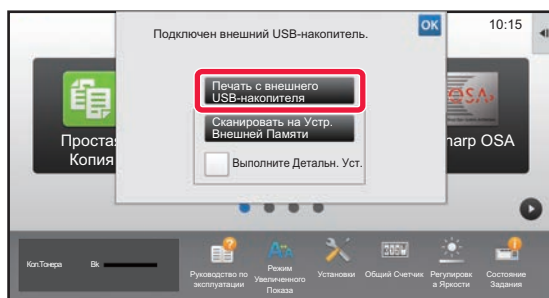 Подключен внешний USB-накопитель.
OK
10:15
Печать с внешнего
USB-накопителя
Сканировать на Устр.
Внешней Памяти
Выполните Детальн. Уст.
Простая
Копия
harp OSA
Кол.Тонера
Bk
Руководство по
эксплуатации
Режим
Увеличенного
Показа
Установки
Общий Счетчик
Регулировк
а Яркости
Состояние
Задания